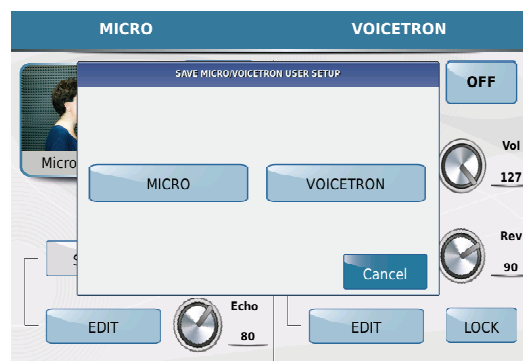 MICRO VOICETRON
SAVE MICRO/VOICETRON USER SETUP
OFF
Micro
Vol
127
MICRO VOICETRON
Rev
90
S
Cancel
Echo
80
EDIT EDIT LOCK